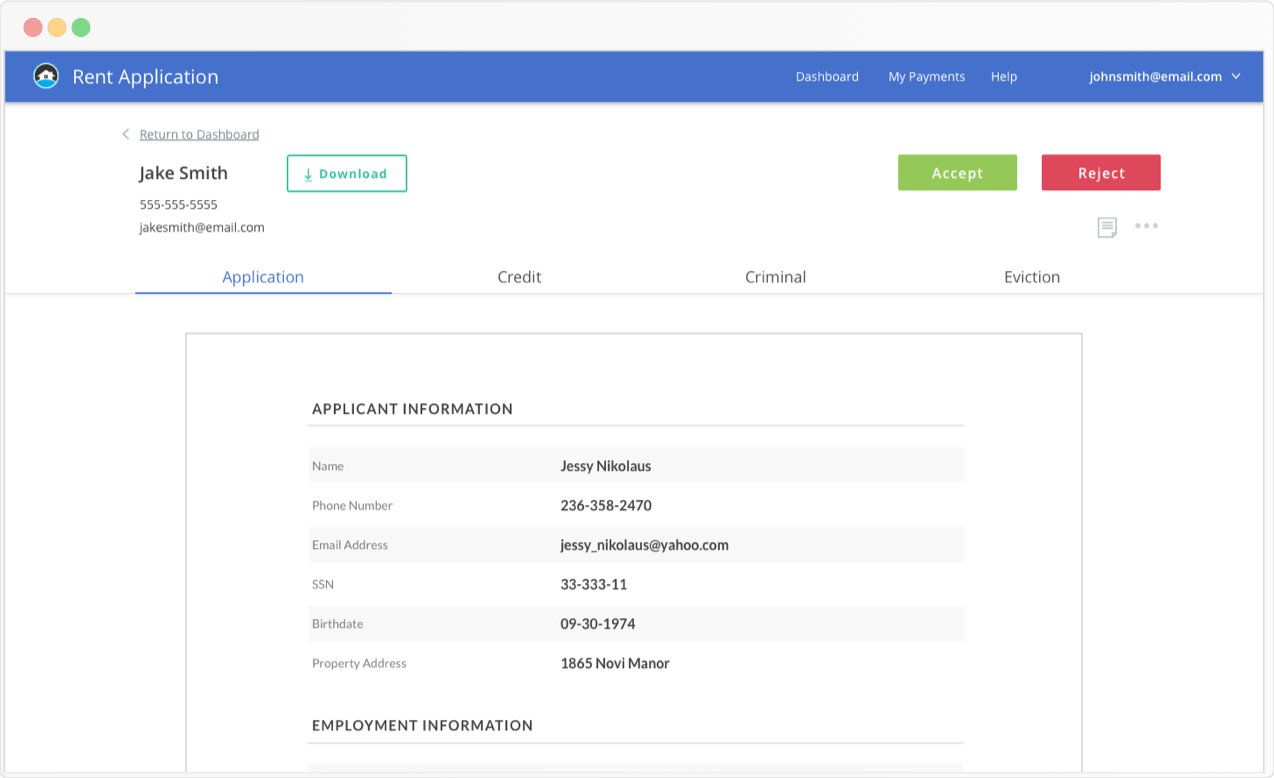 Rent Application Dashboard My Payments Help johnsmith@email.com
Return to Dashboard
Jake Smith Download Accept Reject
555-555-5555
jakesmith@email.com
Application Credit Criminal Eviction
APPLICANT INFORMATION
Name Jessy Nikolaus
Phone Number 236-358-2470
Email Address jessy_nikolaus@yahoo.com
SSN 33-333-11
Birthdate 09-30-1974
Property Address 1865 Novi Manor
EMPLOYMENT INFORMATION